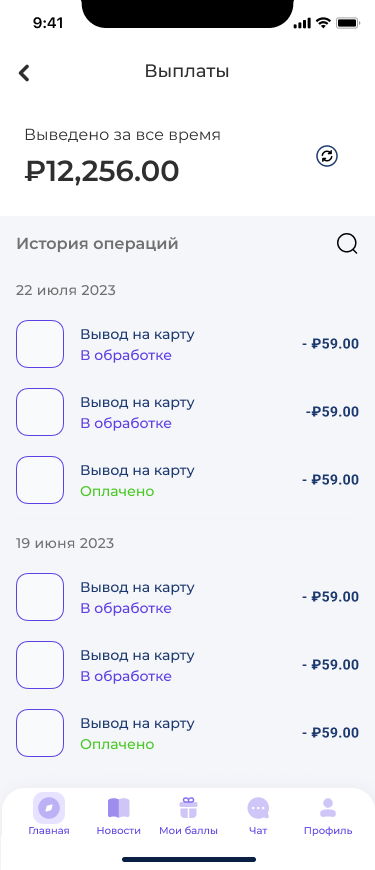 9:41
Выплаты
Выведено за все время
₽12,256.00
История операций
22 июля 2023
Вывод на карту
В обработке
- ₽59.00
Вывод на карту
В обработке
-₽59.00
Вывод на карту
Оплачено
- ₽59.00
19 июня 2023
Вывод на карту
В обработке
- ₽59.00
Вывод на карту
В обработке
- ₽59.00
Вывод на карту
Оплачено
- ₽59.00
Главная Новости Мои баллы Чат Профиль